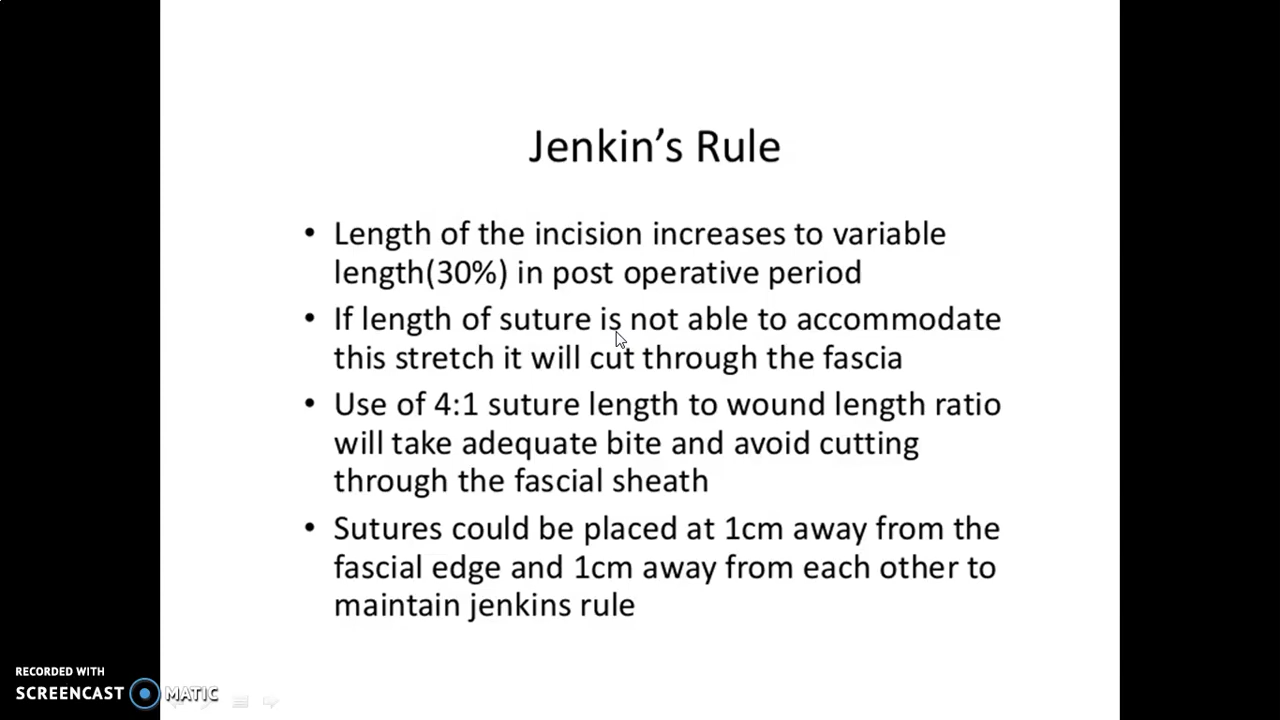 Jenkin's Rule
• Length of the incision increases to variable
length(30%) in post operative period
• If length of suture is not able to accommodate
this stretch it will cut through the fascia
• Use of 4:1 suture length to wound length ratio
will take adequate bite and avoid cutting
through the fascial sheath
• Sutures could be placed at 1cm away from the
fascial edge and 1cm away from each other to
maintain jenkins rule
RECORDED WITH
SCREENCAST MATIC